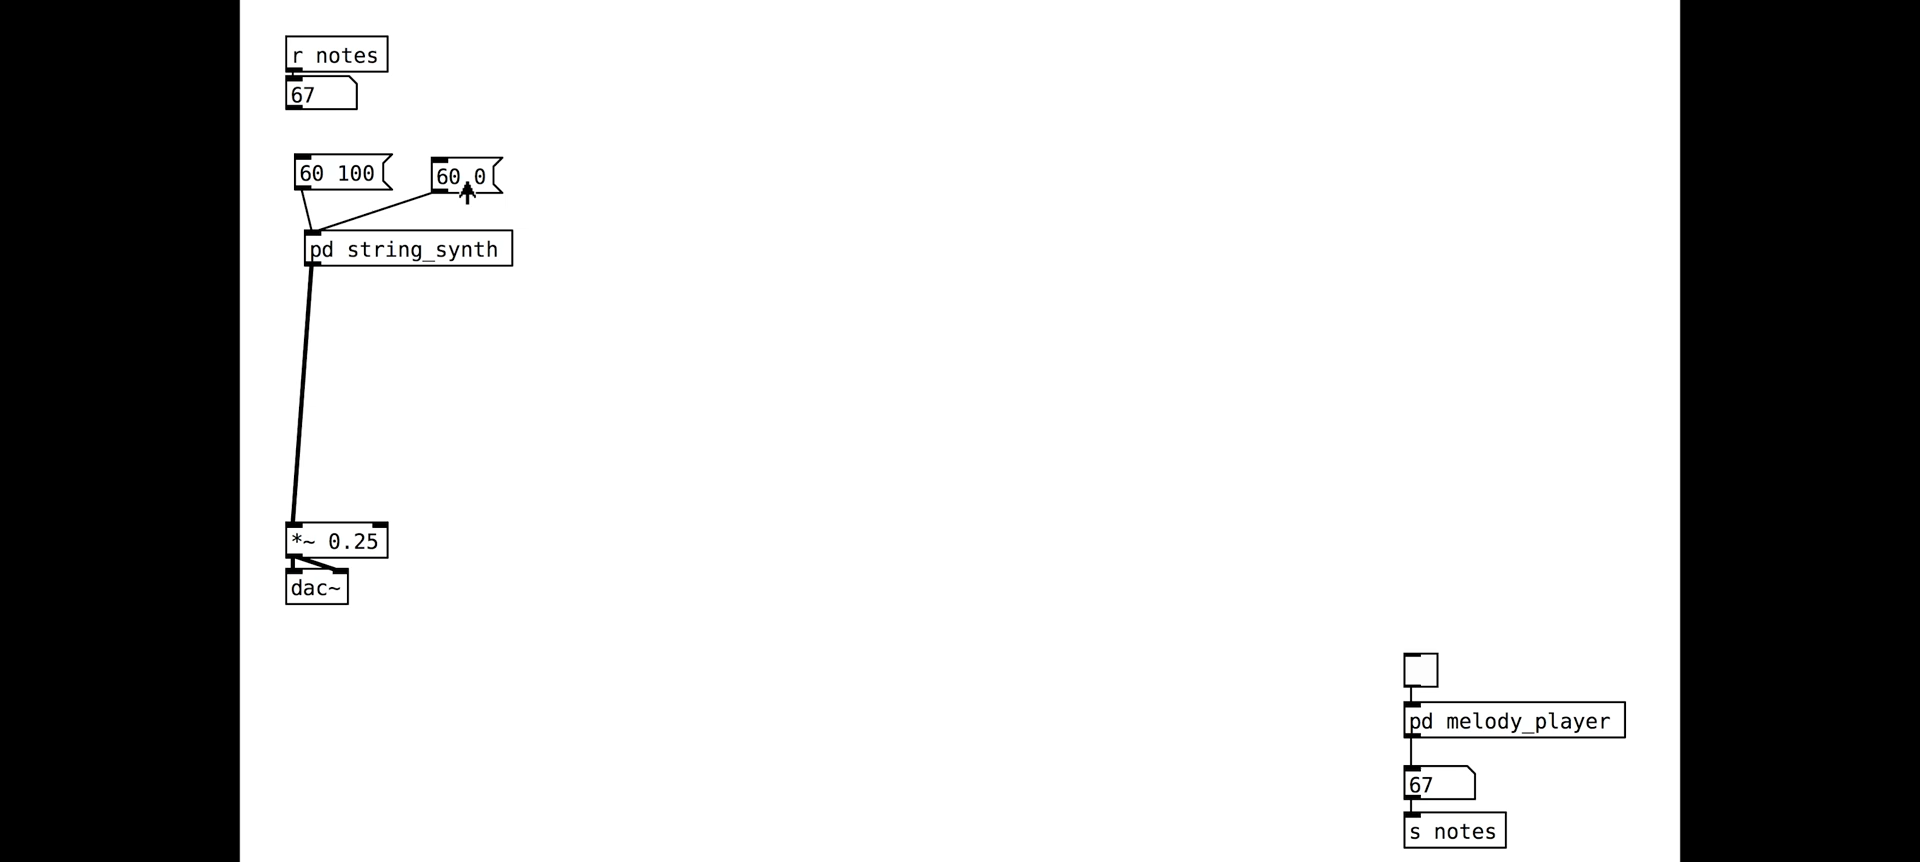 r notes
67
60 100
60 0
pd string_synth
*~ 0.25
dac~
pd melody_player
67
s notes